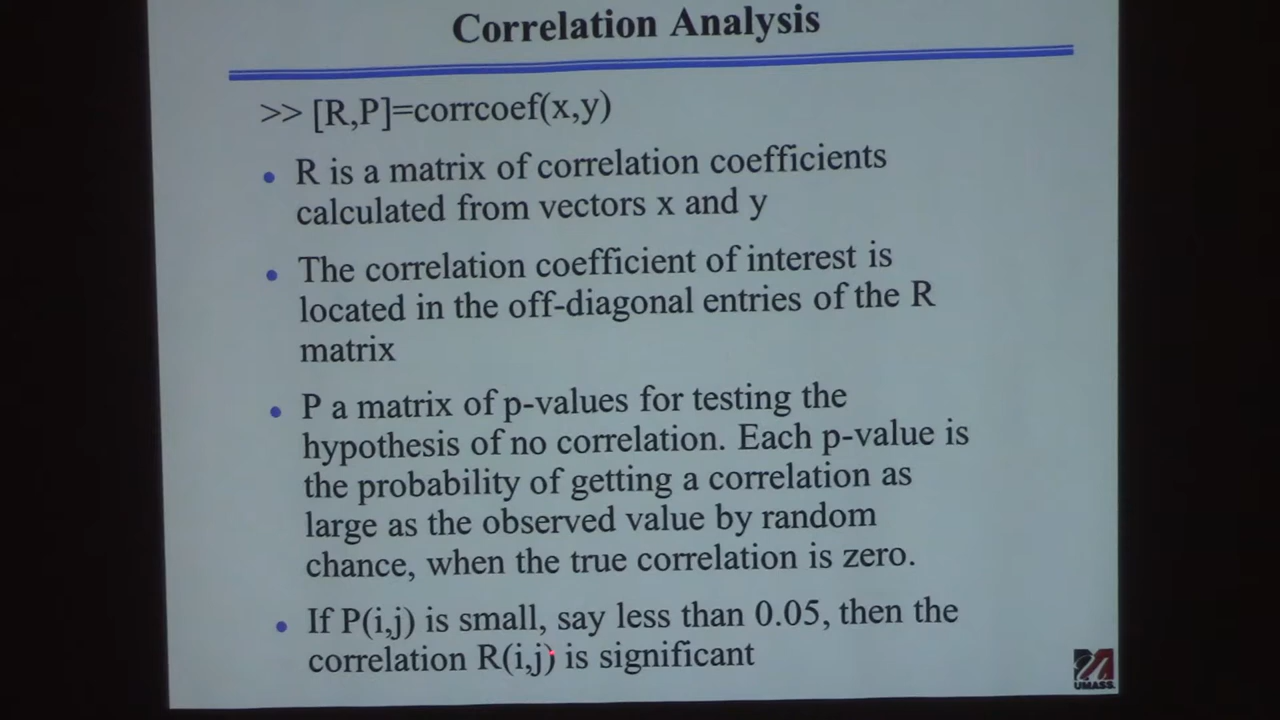 Correlation Analysis
>> [R,P]=corrcoef(x,y)
• R is a matrix of correlation coefficients
calculated from vectors x and y
• The correlation coefficient of interest is
located in the off-diagonal entries of the R
matrix
• P a matrix of p-values for testing the
hypothesis of no correlation. Each p-value is
the probability of getting a correlation as
large as the observed value by random
chance, when the true correlation is zero.
• If P(i,j) is small, say less than 0.05, then the
correlation R(i,j) is significant
UMASS